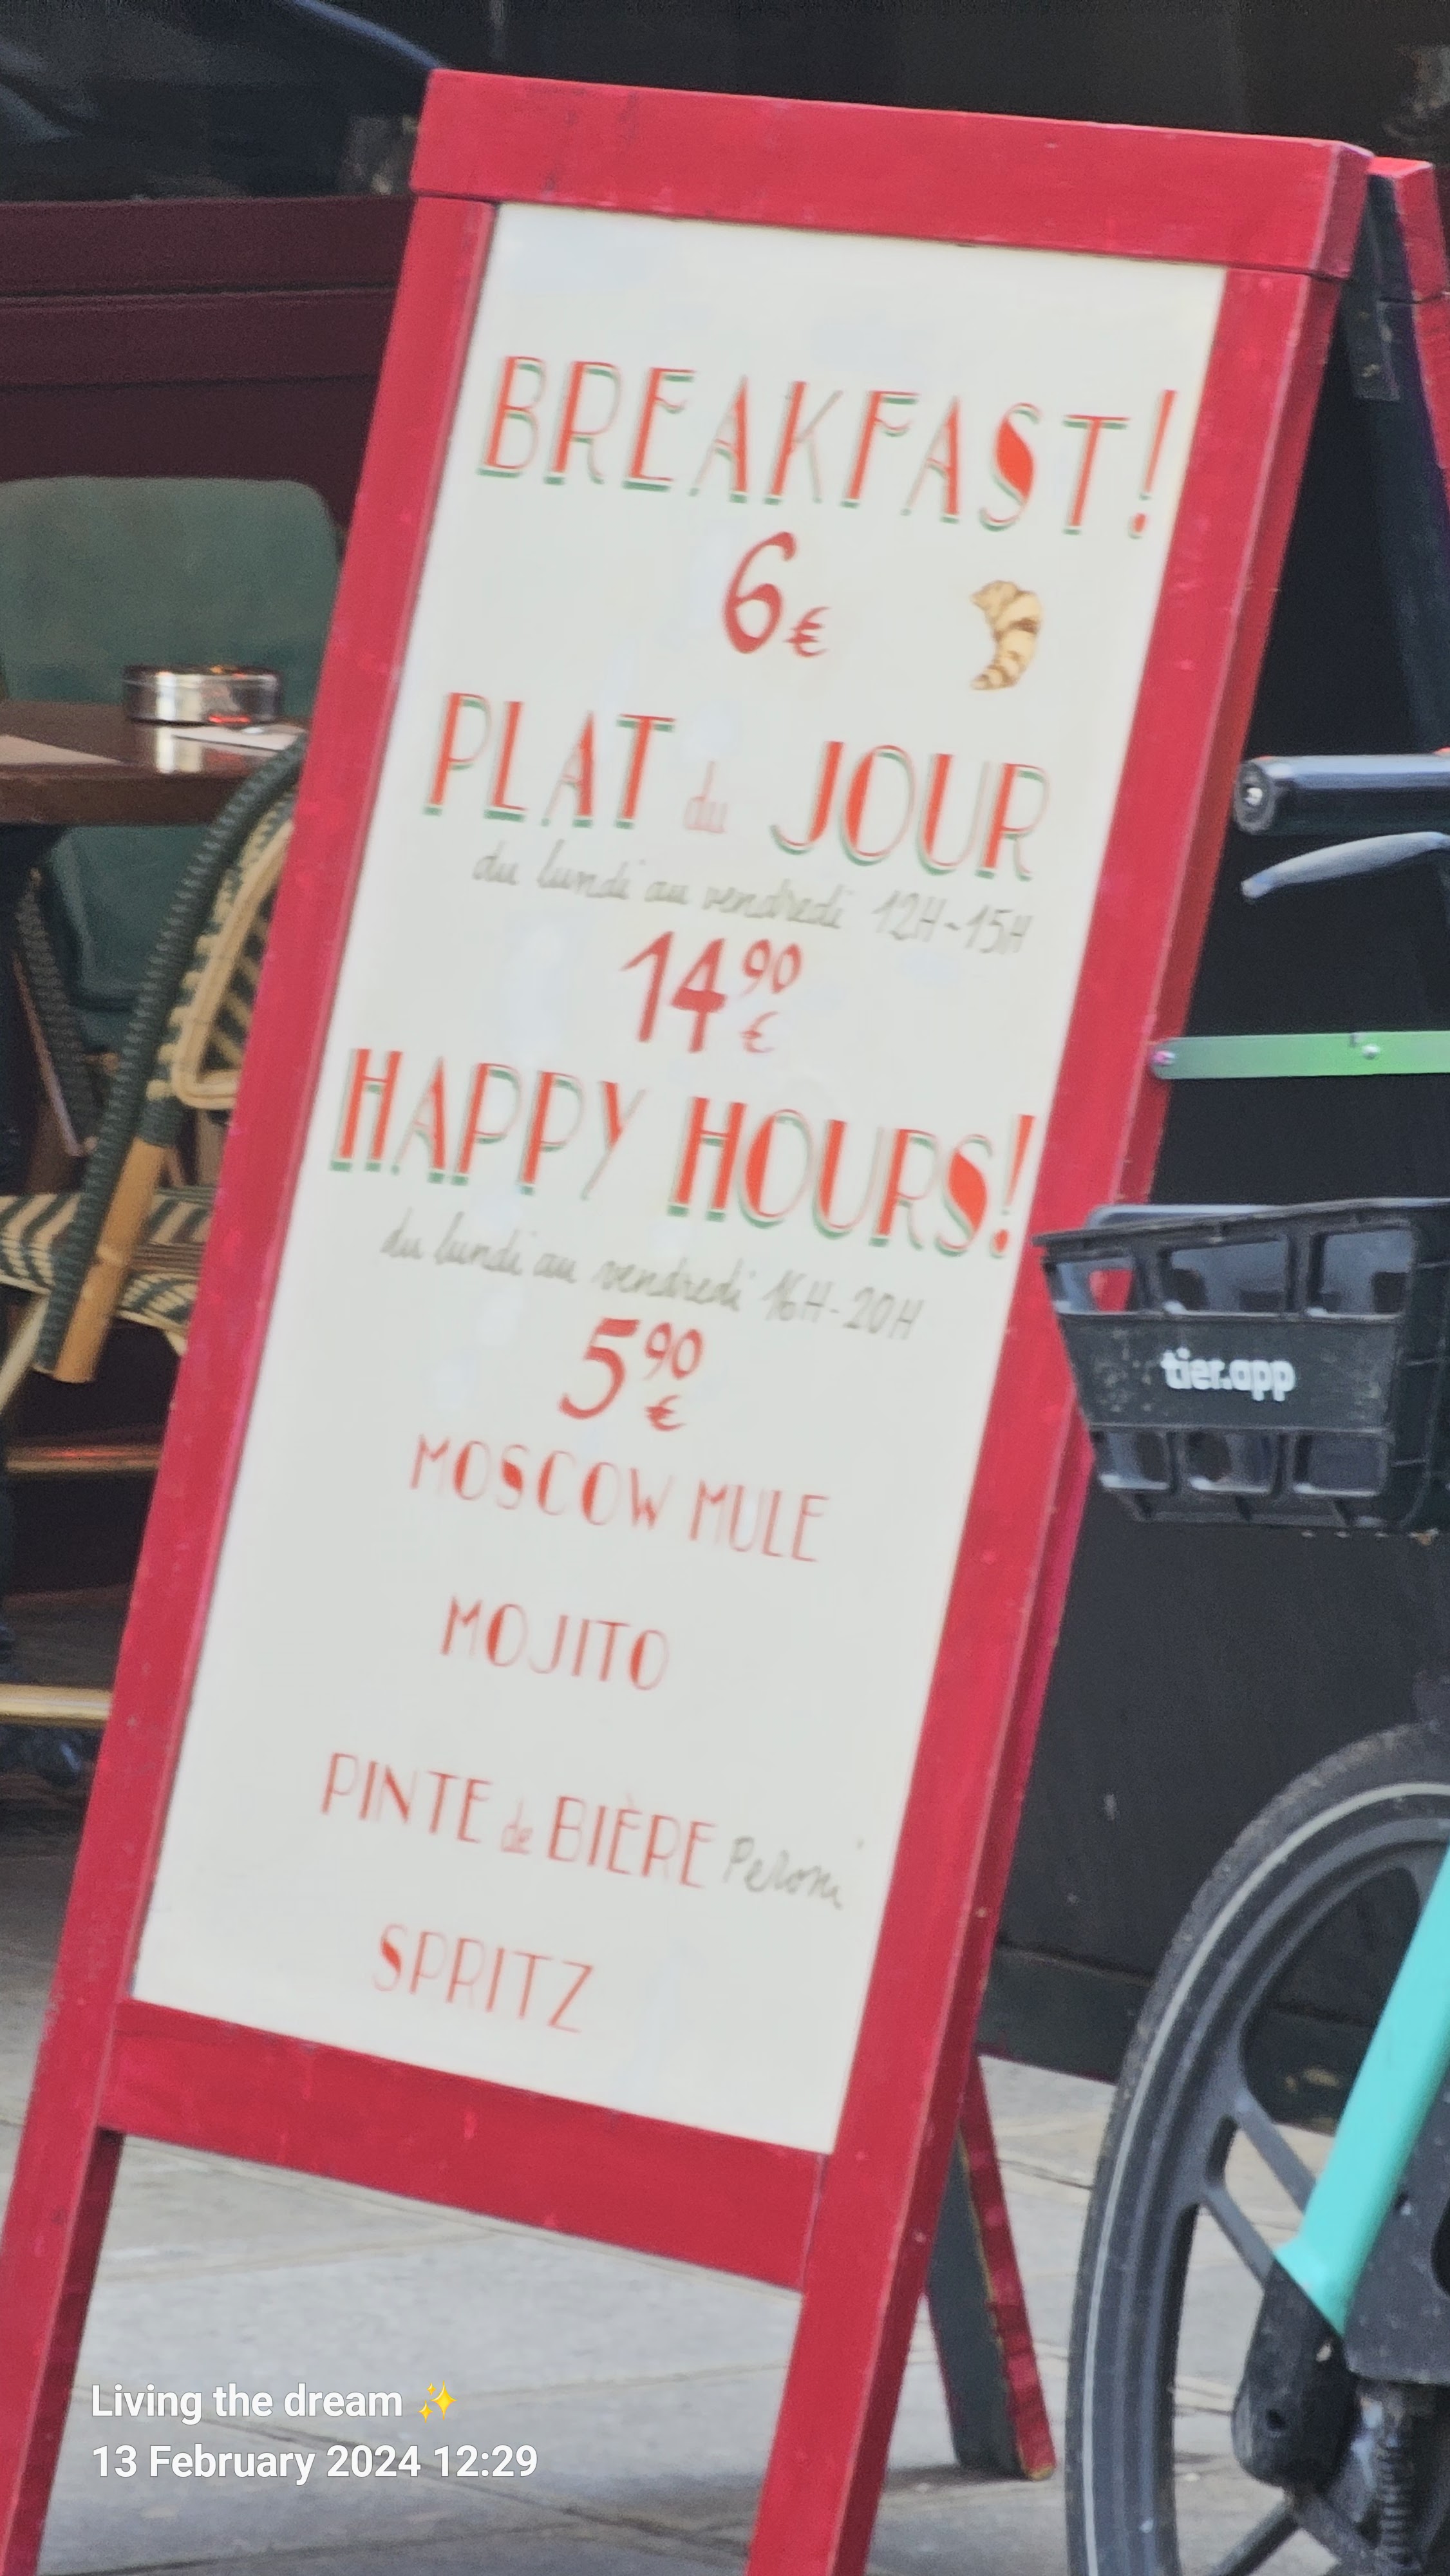 BREAKFAST!
6€
PLAT du JOUR
du lundi au vendredi 12H-15H
14,90 €
HAPPY HOURS!
du lundi au vendredi 16H-20H
5,90 €
MOSCOW MULE
MOJITO
PINTE de BIÈRE Peroni
SPRITZ
tier.app
Living the dream ✨
13 February 2024 12:29